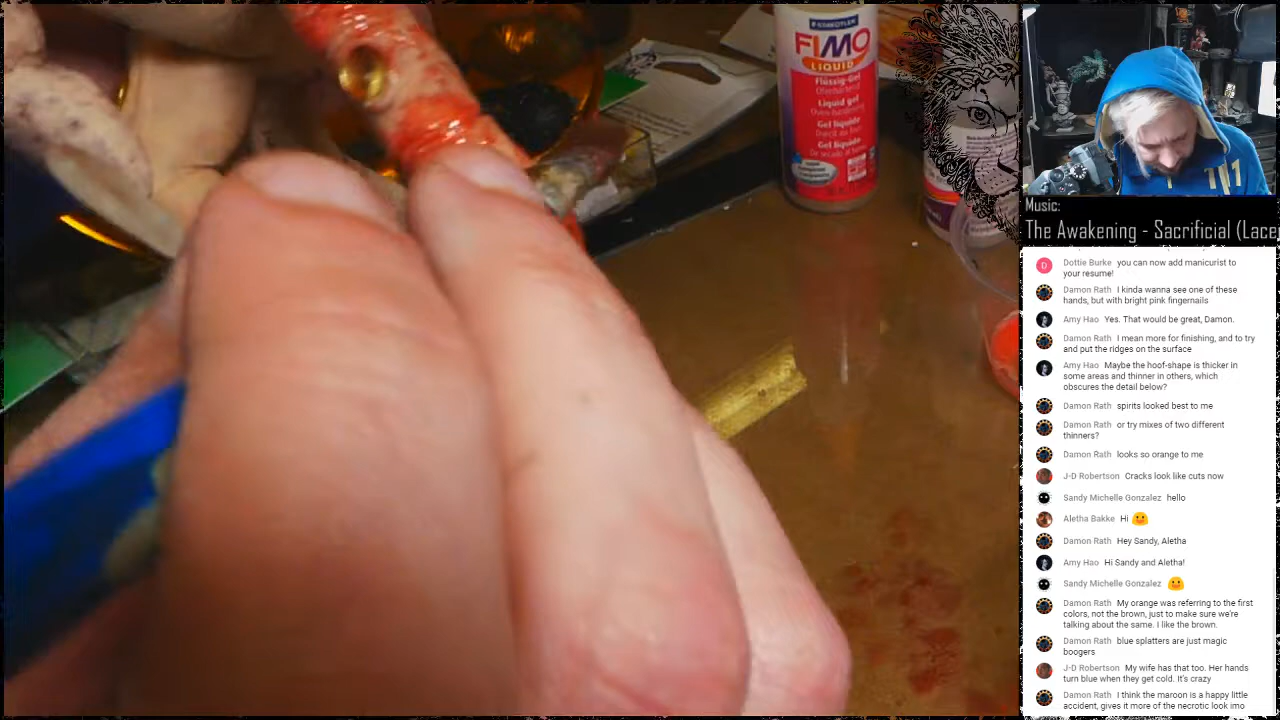 STAEDTLER
FIMO
LIQUID
Flüssig-Gel
Ofenhärtend
Liquid gel
Oven-hardening
Gel liquide
Durcit au four
Gel líquido
111
Music:
The Awakening - Sacrificial (Lace
Dottie Burke you can now add manicurist to
your resume!
Damon Rath I kinda wanna see one of these
hands, but with bright pink fingernails
Amy Hao Yes. That would be great, Damon.
Damon Rath I mean more for finishing, and to try
and put the ridges on the surface
Amy Hao Maybe the hoof-shape is thicker in
some areas and thinner in others, which
obscures the detail below?
Damon Rath spirits looked best to me
Damon Rath or try mixes of two different
thinners?
Damon Rath looks so orange to me
J-D Robertson Cracks look like cuts now
Sandy Michelle Gonzalez hello
Aletha Bakke Hi
Damon Rath Hey Sandy, Aletha
Amy Hao Hi Sandy and Aletha!
Sandy Michelle Gonzalez
Damon Rath My orange was referring to the first
colors, not the brown, just to make sure we're
talking about the same. I like the brown.
Damon Rath blue splatters are just magic
boogers
J-D Robertson My wife has that too. Her hands
turn blue when they get cold. It's crazy
Damon Rath I think the maroon is a happy little
accident, gives it more of the necrotic look imo